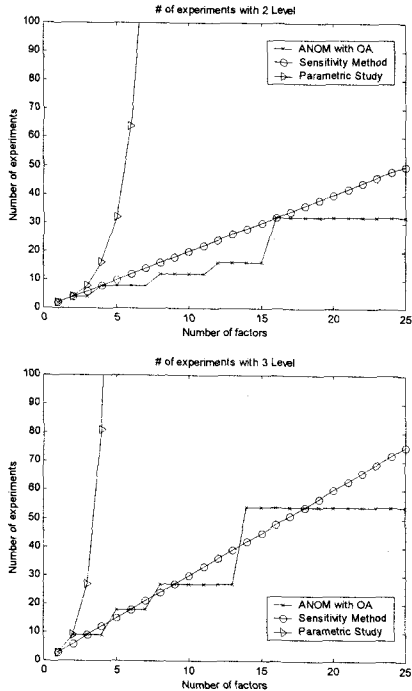 # of experiments with 2 Level
100
90
80
70
60
50
40
30
20
10
0
Number of experiments
ANOM with OA
Sensitivity Method
Parametric Study
0 5 10 15 20 25
Number of factors
# of experiments with 3 Level
100
90
80
70
60
50
40
30
20
10
0
Number of experiments
ANOM with OA
Sensitivity Method
Parametric Study
0 5 10 15 20 25
Number of factors